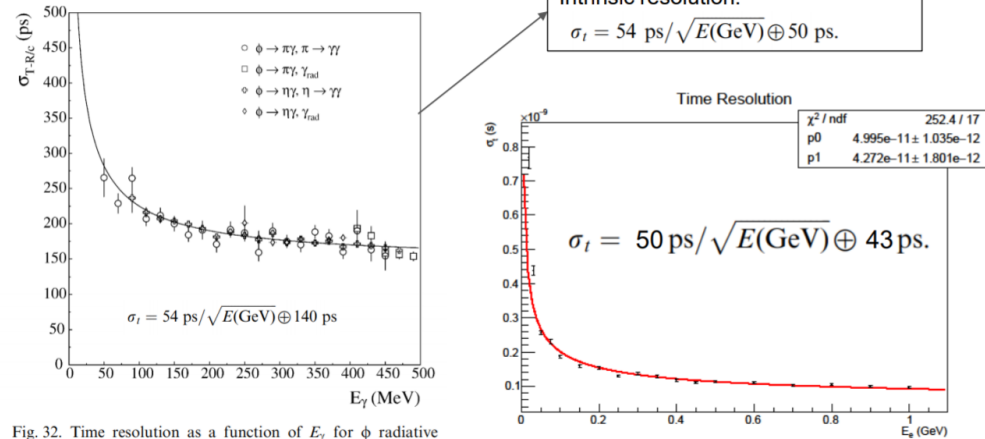 500
450
400
350
300
250
200
150
100
50
0
σT-R/c (ps)
ϕ → πγ, π → γγ
ϕ → πγ, γrad
ϕ → ηγ, η → γγ
ϕ → ηγ, γrad
σt = 54 ps/√E(GeV)⊕140 ps
0 50 100 150 200 250 300 350 400 450 500
Eγ (MeV)
Fig. 32. Time resolution as a function of Eγ for ϕ radiative
Intrinsic resolution:
σt = 54 ps/√E(GeV)⊕50 ps.
Time Resolution
×10⁻⁹
σt (s)
χ² / ndf 252.4 / 17
p0 4.995e−11± 1.035e−12
p1 4.272e−11± 1.801e−12
0.8
0.7
0.6
0.5
0.4
0.3
0.2
0.1
σt = 50 ps/√E(GeV)⊕ 43 ps.
0 0.2 0.4 0.6 0.8 1
Ee (GeV)